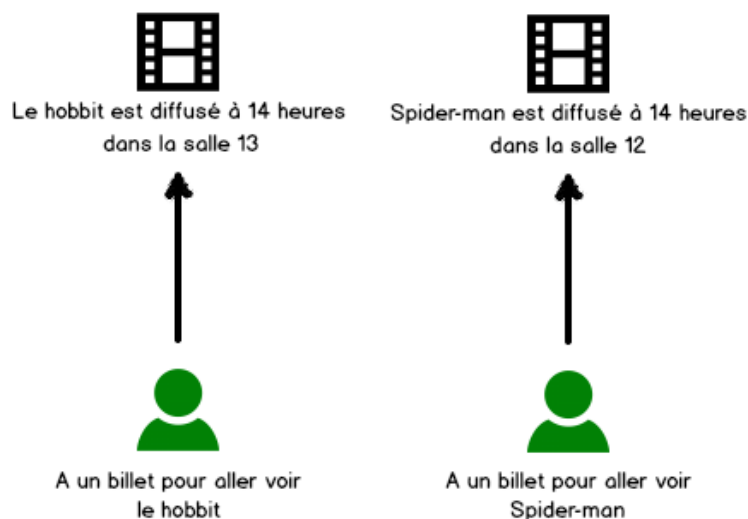 Le hobbit est diffusé à 14 heures
dans la salle 13
Spider-man est diffusé à 14 heures
dans la salle 12
A un billet pour aller voir
le hobbit
A un billet pour aller voir
Spider-man